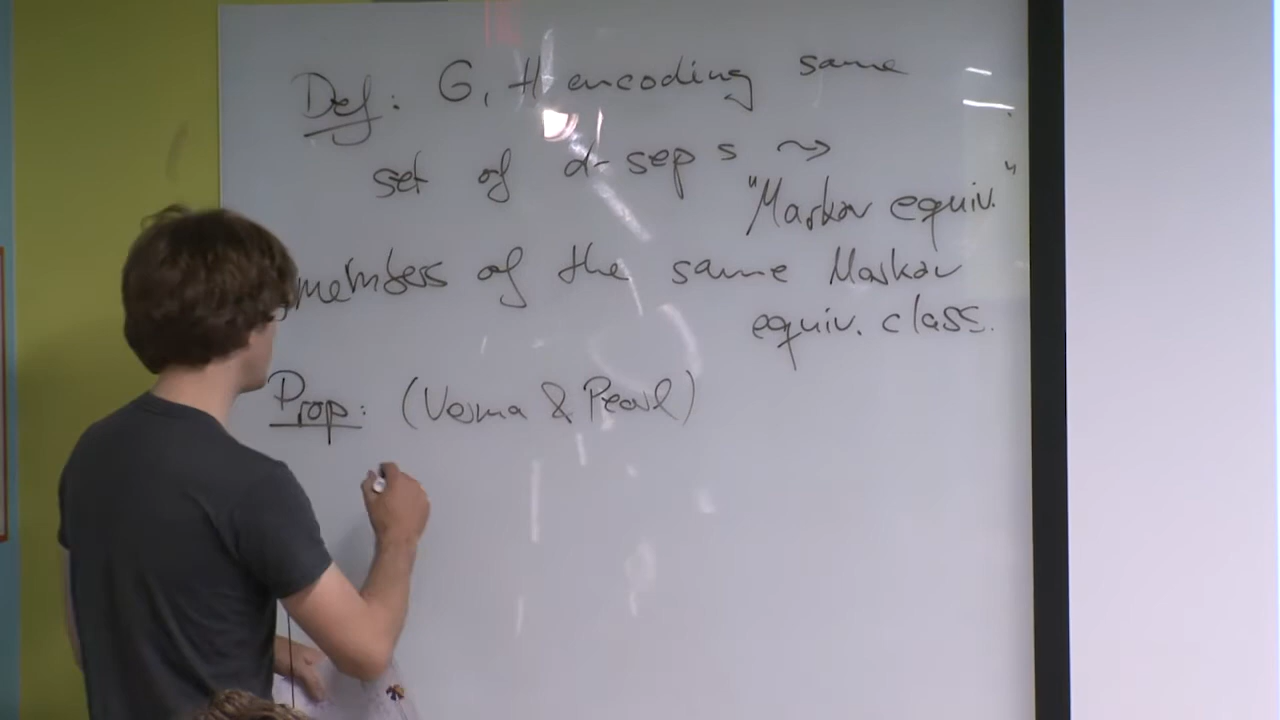 Def: G, H encoding same
set of d-sep s ⇝
"Markov equiv."
members of the same Markov
equiv. class.
Prop: (Verma & Pearl)